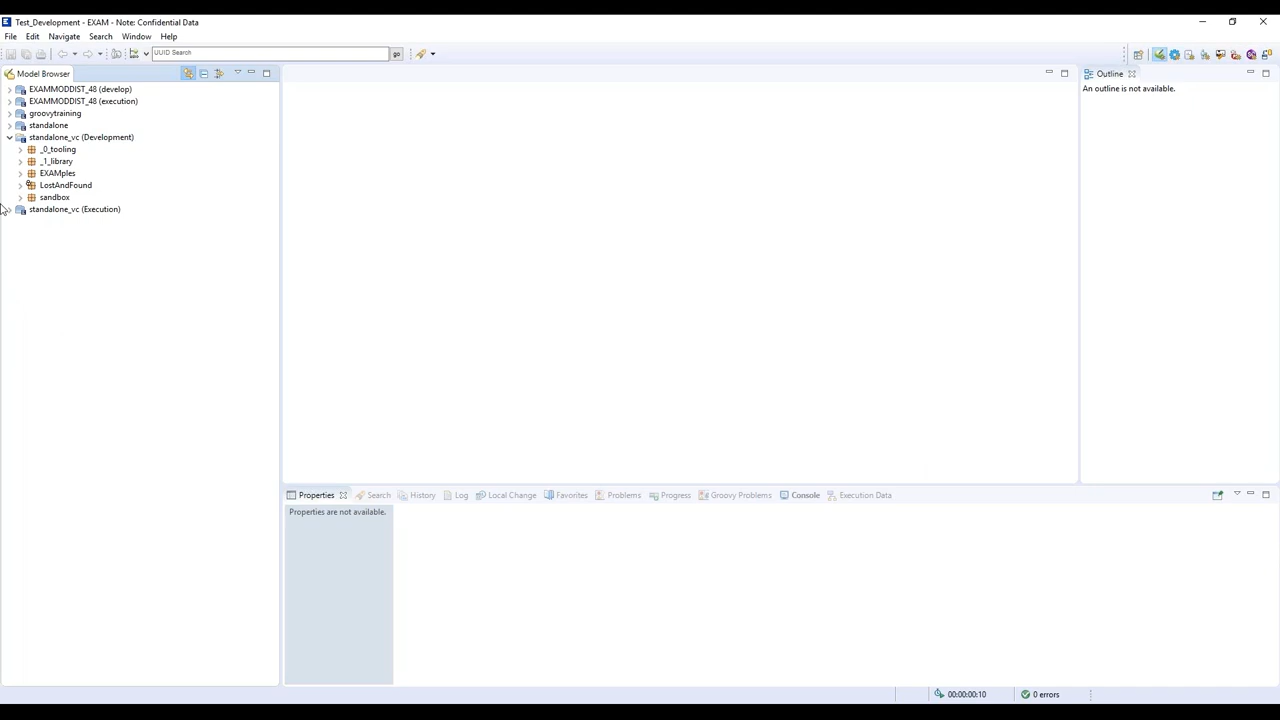 Test_Development - EXAM - Note: Confidential Data
File Edit Navigate Search Window Help
UUID Search
go
Model Browser
EXAMMODDIST_48 (develop)
EXAMMODDIST_48 (execution)
groovytraining
standalone
standalone_vc (Development)
_0_tooling
_1_library
EXAMples
LostAndFound
sandbox
standalone_vc (Execution)
Outline
An outline is not available.
Properties Search History Log Local Change Favorites Problems Progress Groovy Problems Console Execution Data
Properties are not available.
00:00:00:10 0 errors